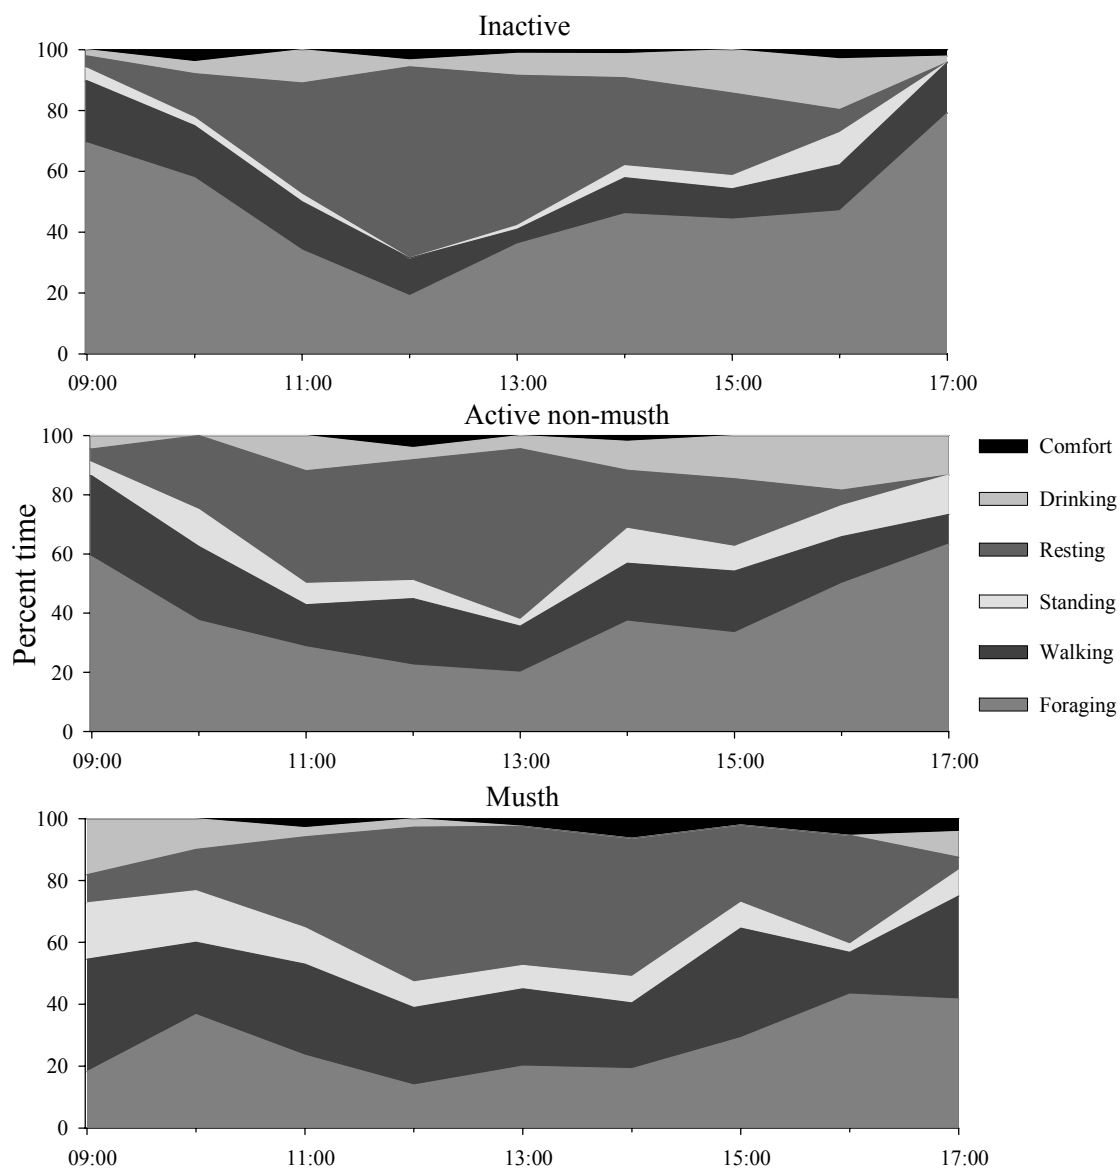 Inactive
100
80
60
40
20
0
09:00 11:00 13:00 15:00 17:00
Active non-musth
100
80
60
40
20
0
09:00 11:00 13:00 15:00 17:00
Percent time
Comfort
Drinking
Resting
Standing
Walking
Foraging
Musth
100
80
60
40
20
0
09:00 11:00 13:00 15:00 17:00